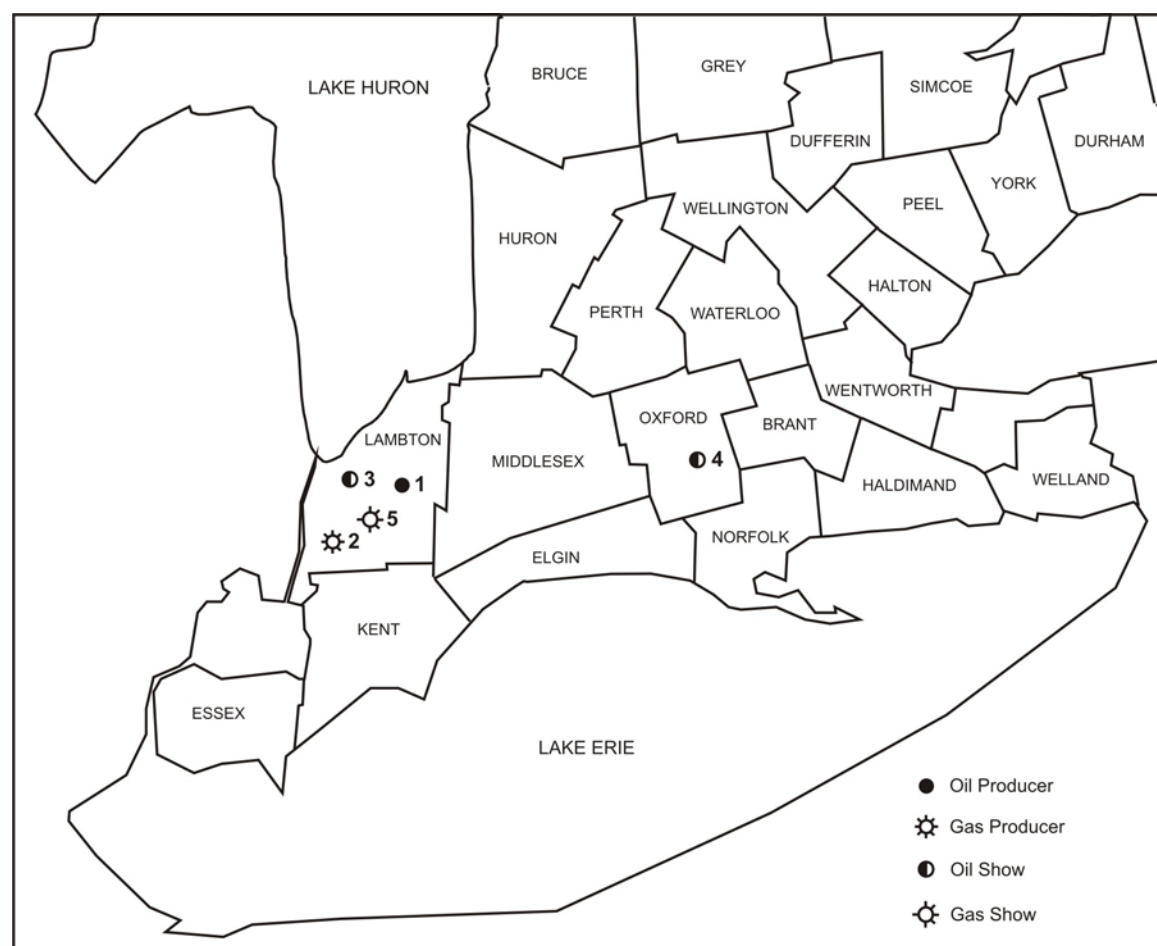 LAKE HURON
BRUCE
GREY
SIMCOE
DUFFERIN
DURHAM
YORK
PEEL
WELLINGTON
HURON
HALTON
PERTH
WATERLOO
WENTWORTH
OXFORD
BRANT
LAMBTON
MIDDLESEX
4
3
1
HALDIMAND
WELLAND
5
2
NORFOLK
ELGIN
KENT
ESSEX
LAKE ERIE
Oil Producer
Gas Producer
Oil Show
Gas Show